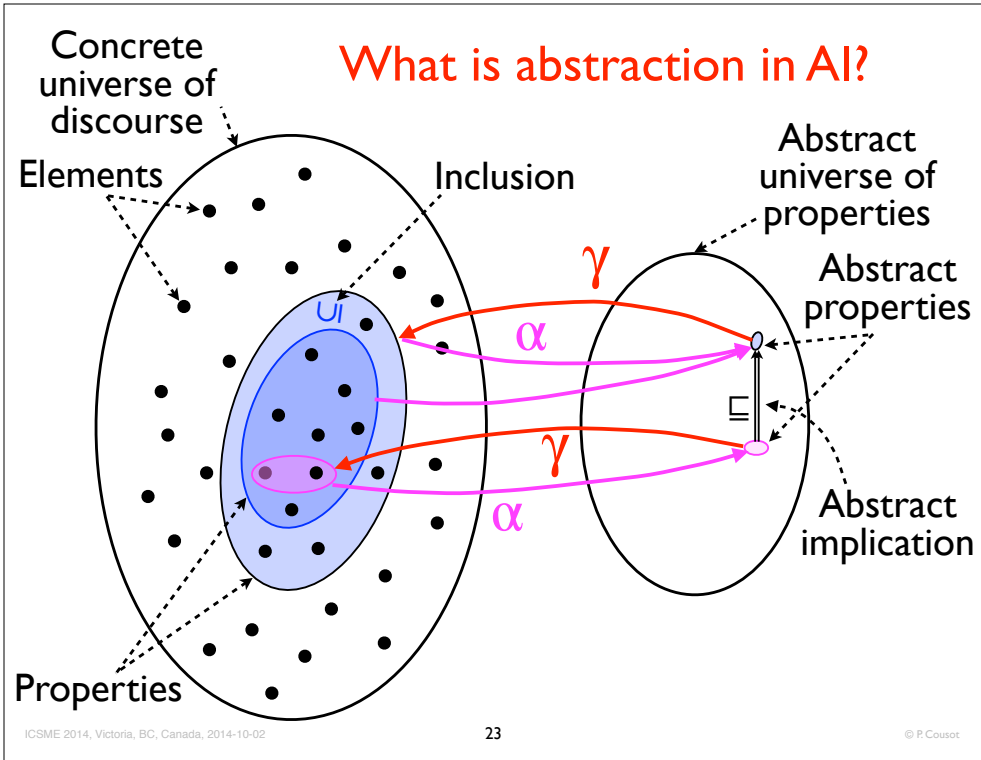 What is abstraction in AI?
Concrete
universe of
discourse
Elements
Inclusion
Abstract
universe of
properties
Abstract
properties
γ
⊆
α
⊑
γ
α
Abstract
implication
Properties
ICSME 2014, Victoria, BC, Canada, 2014-10-02
23
© P. Cousot